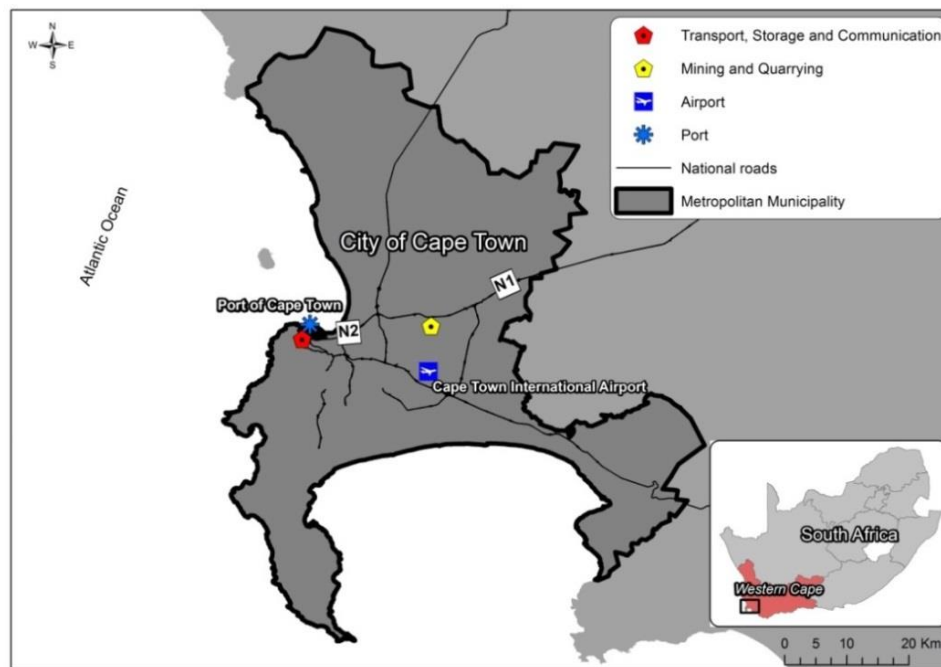 N
W E
S
Transport, Storage and Communication
Mining and Quarrying
Airport
Port
National roads
Metropolitan Municipality
Atlantic Ocean
City of Cape Town
N1
Port of Cape Town
N2
Cape Town International Airport
South Africa
Western Cape
0 5 10 20 Km